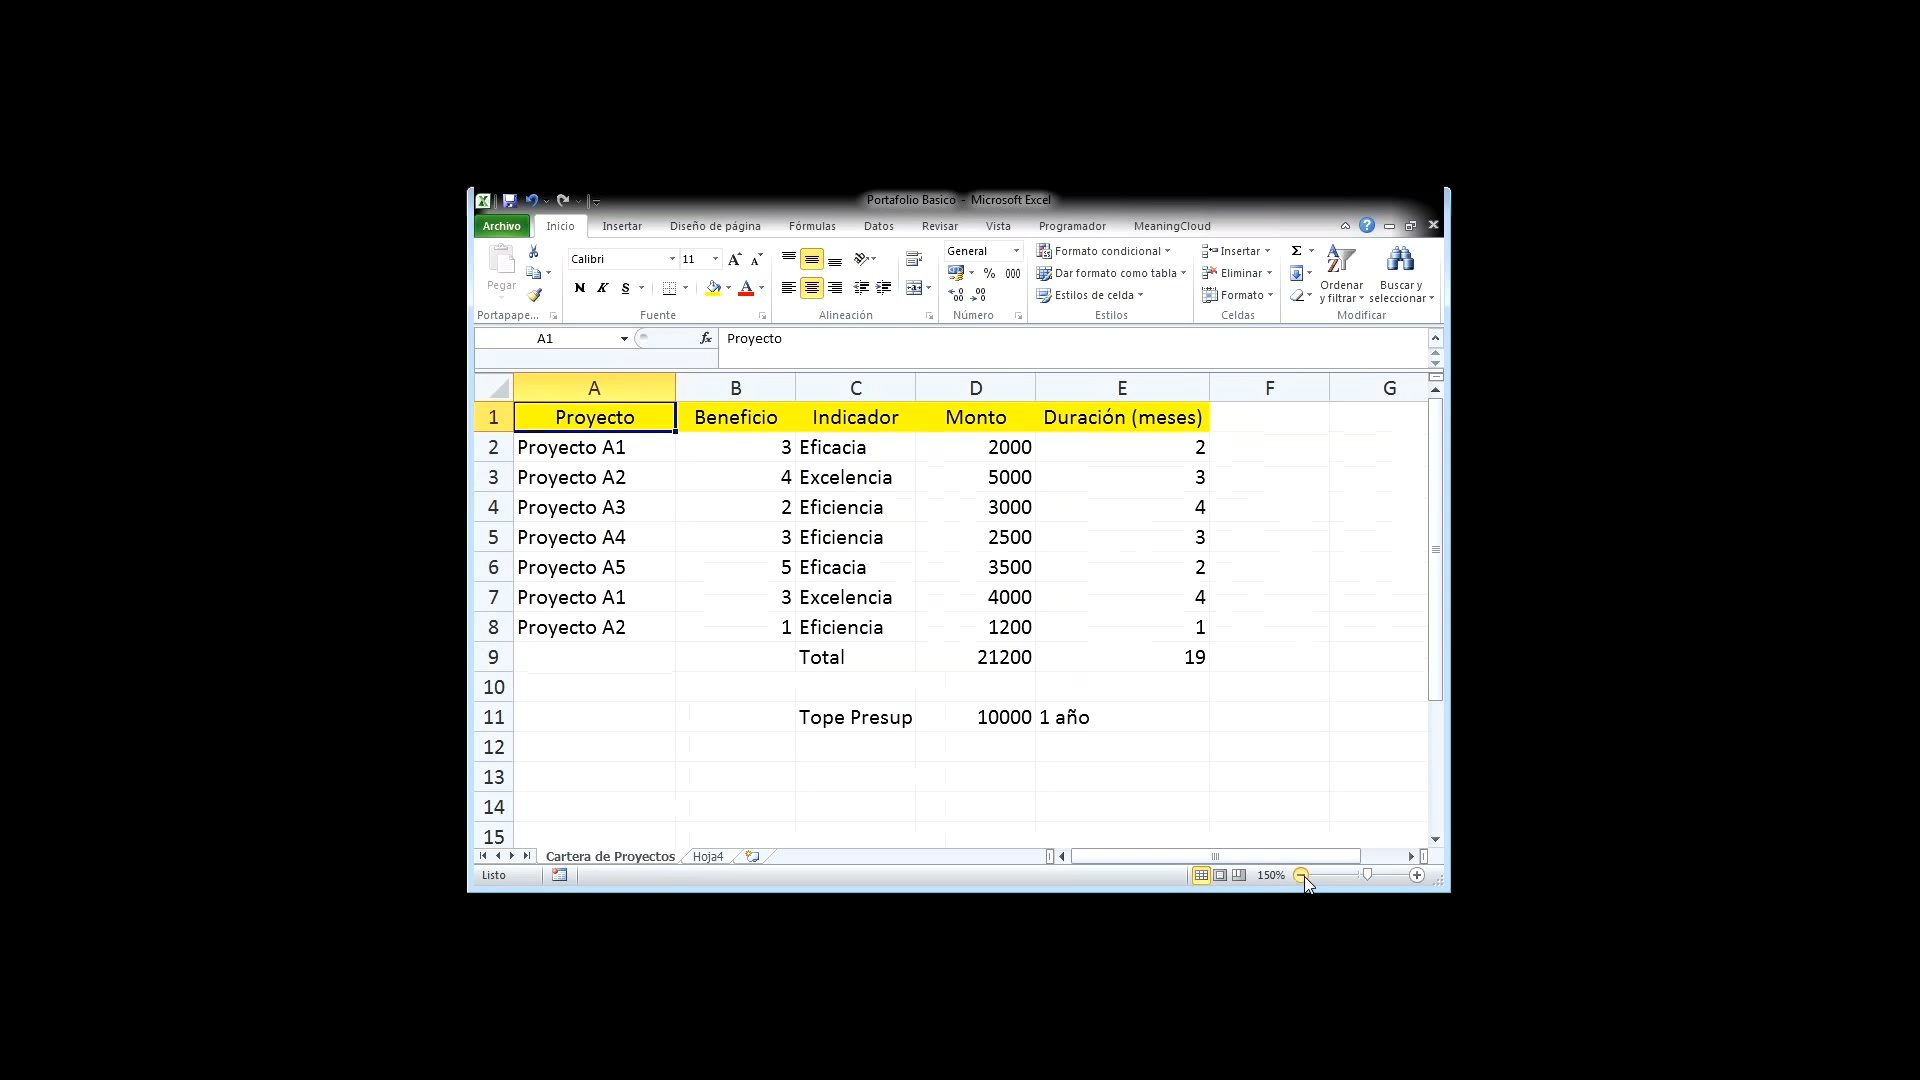 Portafolio Basico - Microsoft Excel
Archivo Inicio Insertar Diseño de página Fórmulas Datos Revisar Vista Programador MeaningCloud
Pegar
Portapape...
Calibri 11
N K S
Fuente
Alineación
General
% 000
Número
Formato condicional
Dar formato como tabla
Estilos de celda
Estilos
Insertar
Eliminar
Formato
Celdas
Σ
Ordenar y filtrar
Buscar y seleccionar
Modificar
A1 fx Proyecto
A B C D E F G
1 Proyecto Beneficio Indicador Monto Duración (meses)
2 Proyecto A1 3 Eficacia 2000 2
3 Proyecto A2 4 Excelencia 5000 3
4 Proyecto A3 2 Eficiencia 3000 4
5 Proyecto A4 3 Eficiencia 2500 3
6 Proyecto A5 5 Eficacia 3500 2
7 Proyecto A1 3 Excelencia 4000 4
8 Proyecto A2 1 Eficiencia 1200 1
9 Total 21200 19
10
11 Tope Presup 10000 1 año
12
13
14
15
Cartera de Proyectos Hoja4
Listo 150%